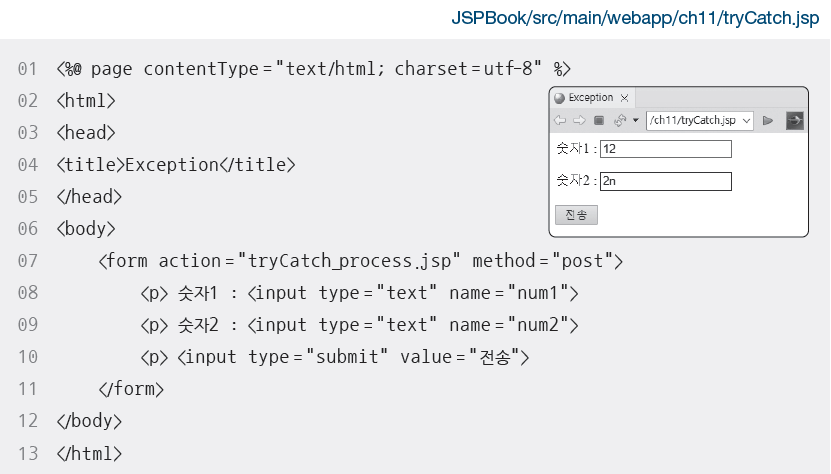 JSPBook/src/main/webapp/ch11/tryCatch.jsp
01 <%@ page contentType="text/html; charset=utf-8" %>
02 <html>
03 <head>
04 <title>Exception</title>
05 </head>
06 <body>
07 <form action="tryCatch_process.jsp" method="post">
08 <p> 숫자1 : <input type="text" name="num1">
09 <p> 숫자2 : <input type="text" name="num2">
10 <p> <input type="submit" value="전송">
11 </form>
12 </body>
13 </html>
Exception
/ch11/tryCatch.jsp
숫자1 : 12
숫자2 : 2n
전송